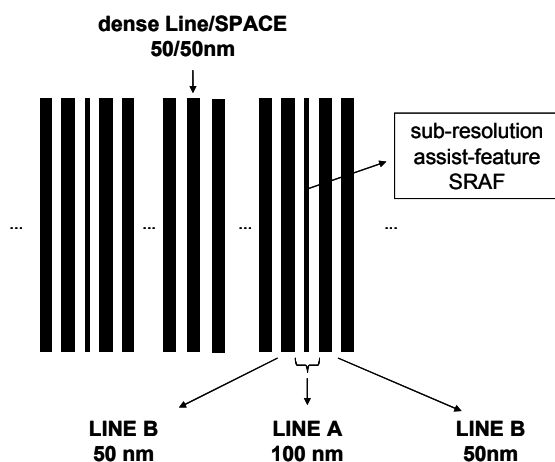 dense Line/SPACE
50/50nm
sub-resolution
assist-feature
SRAF
... ... ... ...
LINE B
50 nm
LINE A
100 nm
LINE B
50nm